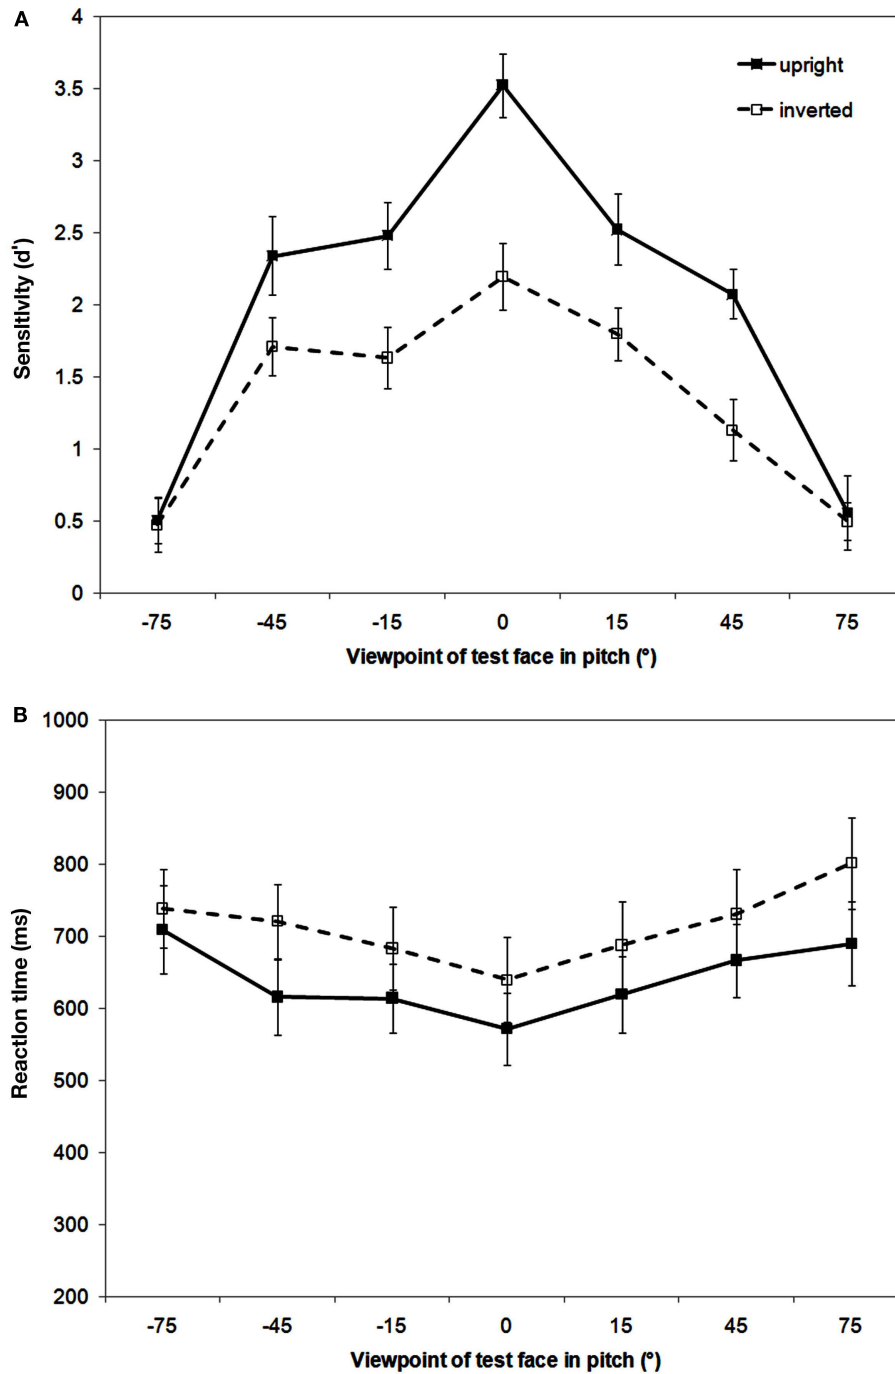 A
4
3.5
3
2.5
2
1.5
1
0.5
0
Sensitivity (d')
upright
inverted
-75 -45 -15 0 15 45 75
Viewpoint of test face in pitch (°)
B
1000
900
800
700
600
500
400
300
200
Reaction time (ms)
-75 -45 -15 0 15 45 75
Viewpoint of test face in pitch (°)